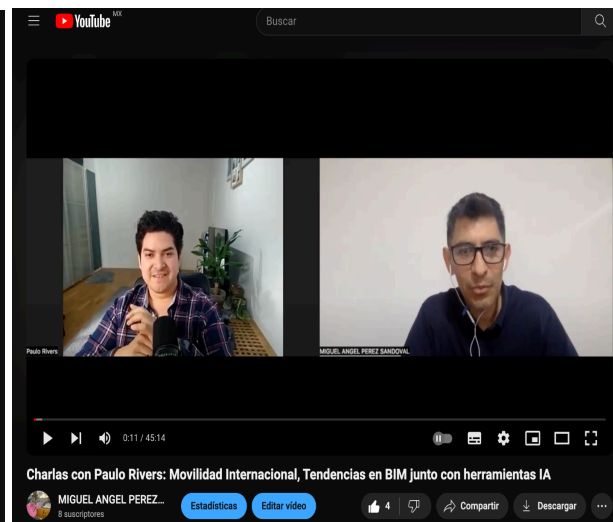 YouTube MX
Buscar
Paulo Rivers
MIGUEL ANGEL PEREZ SANDOVAL
0:11 / 45:14
Charlas con Paulo Rivers: Movilidad Internacional, Tendencias en BIM junto con herramientas IA
MIGUEL ANGEL PEREZ...
8 suscriptores
Estadísticas
Editar vídeo
4
Compartir
Descargar